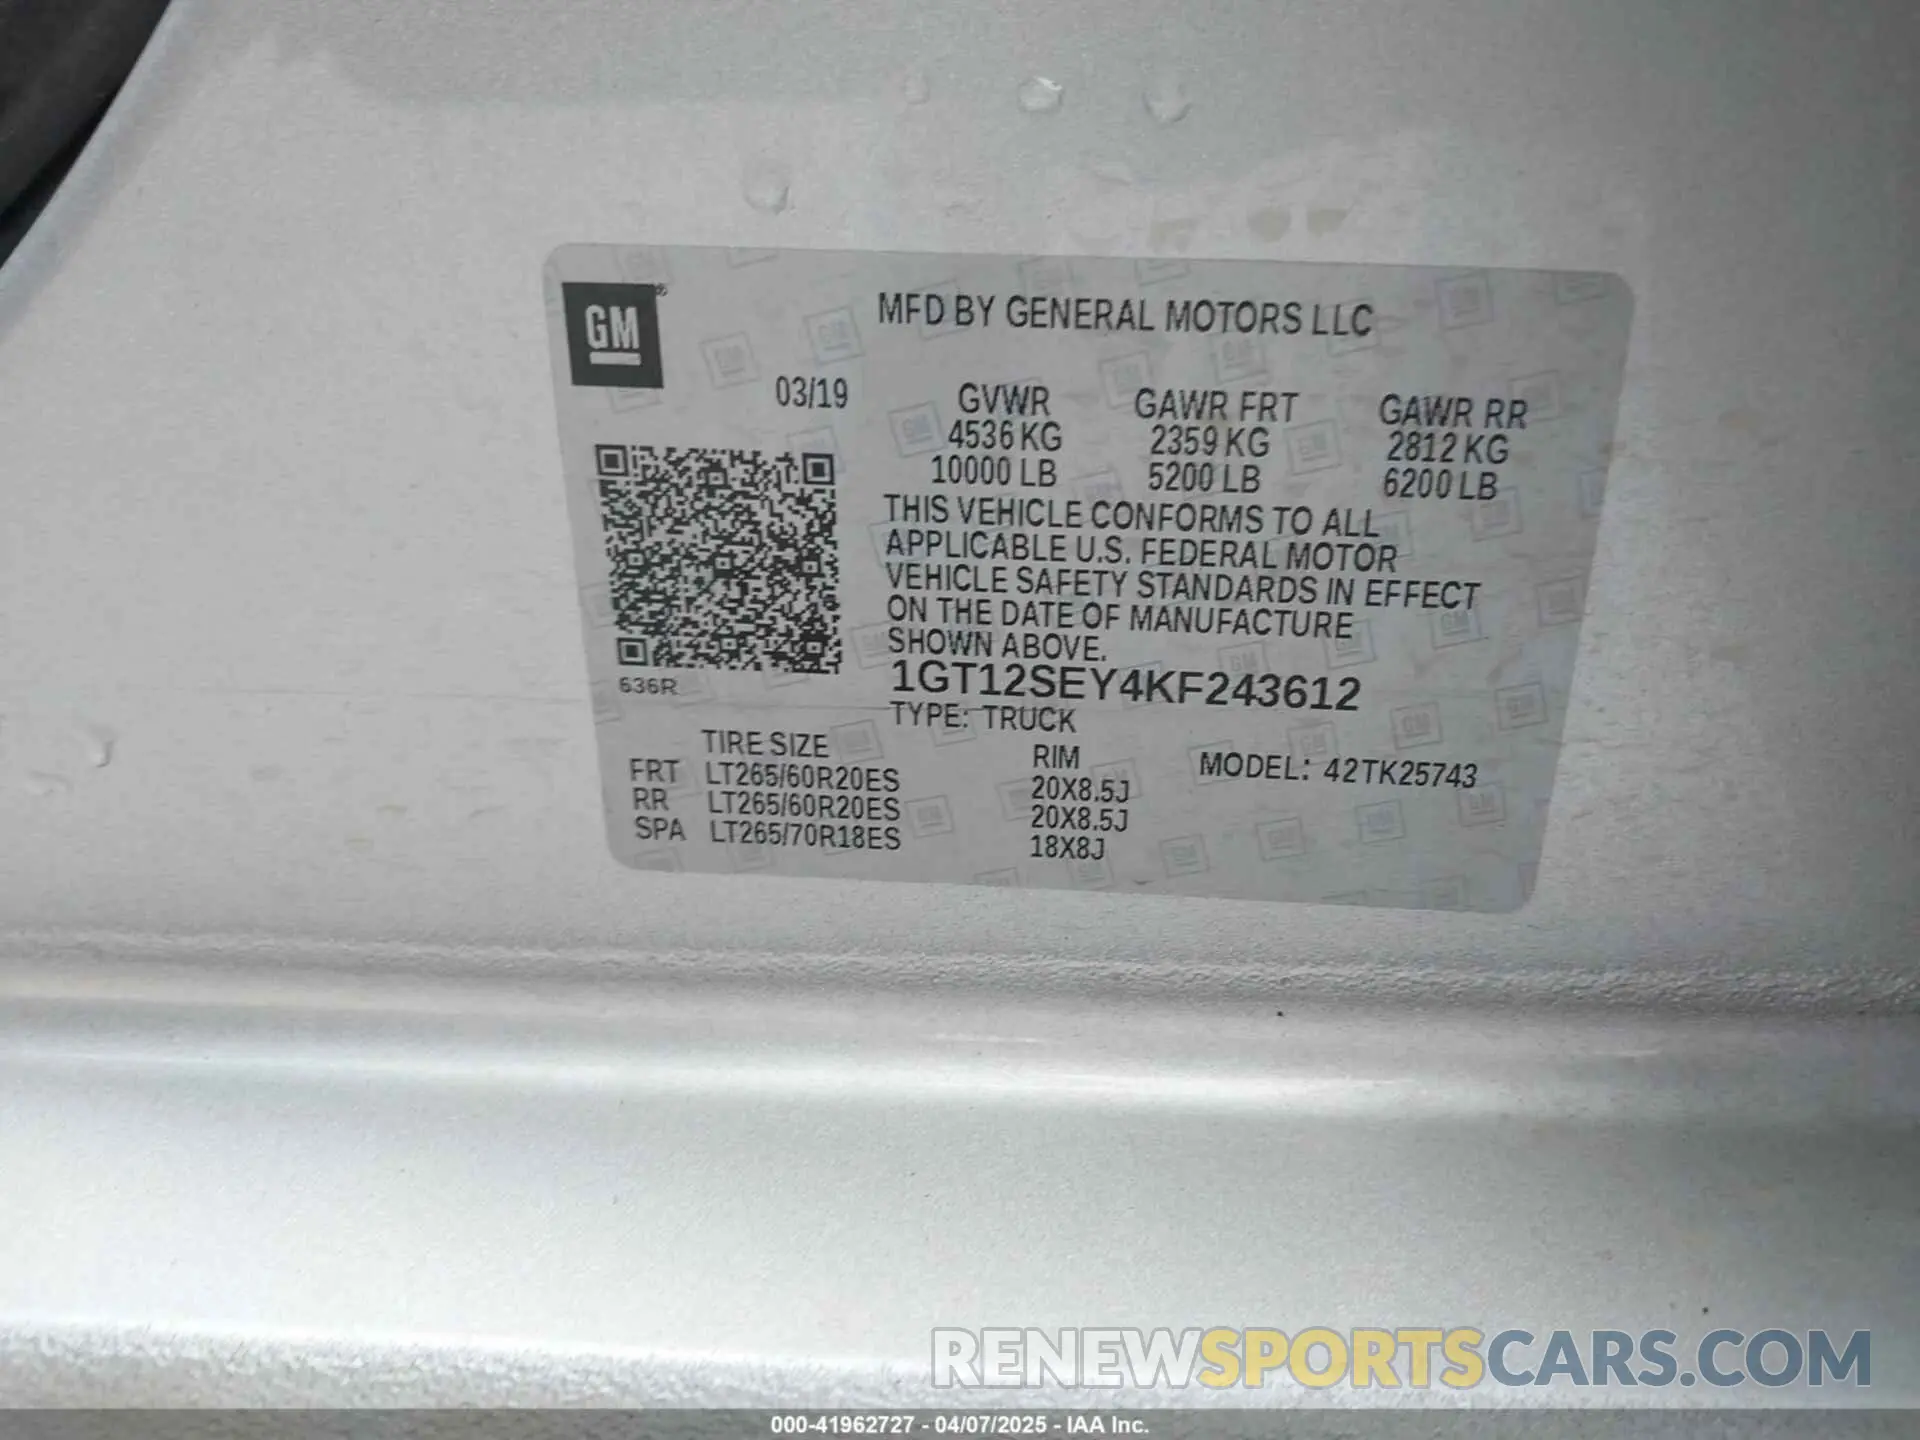 GM®
MFD BY GENERAL MOTORS LLC
03/19
GVWR GAWR FRT GAWR RR
4536 KG 2359 KG 2812 KG
10000 LB 5200 LB 6200 LB
THIS VEHICLE CONFORMS TO ALL
APPLICABLE U.S. FEDERAL MOTOR
VEHICLE SAFETY STANDARDS IN EFFECT
ON THE DATE OF MANUFACTURE
SHOWN ABOVE.
636R
1GT12SEY4KF243612
TYPE: TRUCK
TIRE SIZE RIM MODEL: 42TK25743
FRT LT265/60R20ES 20X8.5J
RR LT265/60R20ES 20X8.5J
SPA LT265/70R18ES 18X8J
RENEWSPORTSCARS.COM
000-41962727 - 04/07/2025 - IAA Inc.